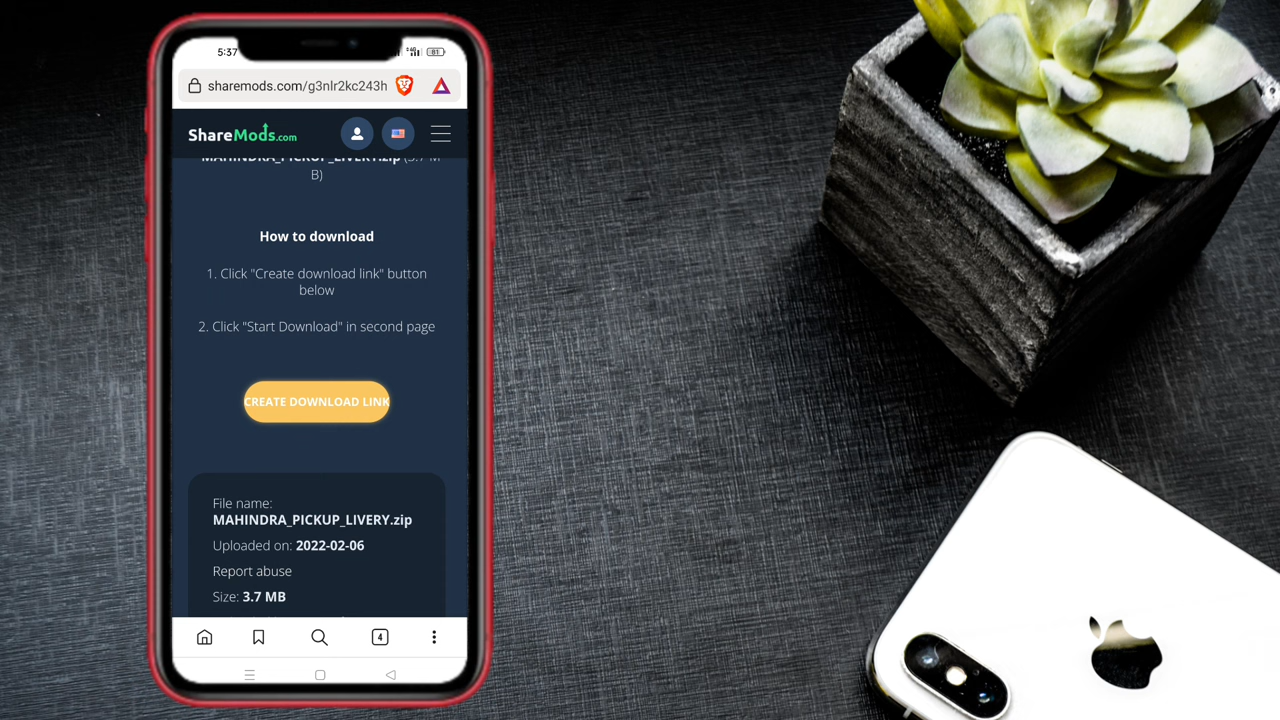 5:37
81
sharemods.com/g3nlr2kc243h
ShareMods.com
MAHINDRA_PICKUP_LIVERY.zip (3.7 M
B)
How to download
1. Click "Create download link" button
below
2. Click "Start Download" in second page
CREATE DOWNLOAD LINK
File name:
MAHINDRA_PICKUP_LIVERY.zip
Uploaded on: 2022-02-06
Report abuse
Size: 3.7 MB
4